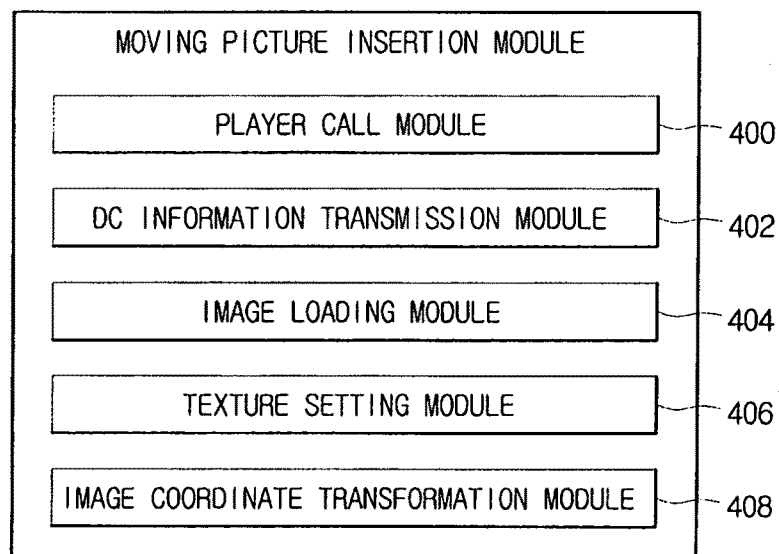 MOVING PICTURE INSERTION MODULE
PLAYER CALL MODULE 400
DC INFORMATION TRANSMISSION MODULE 402
IMAGE LOADING MODULE 404
TEXTURE SETTING MODULE 406
IMAGE COORDINATE TRANSFORMATION MODULE 408